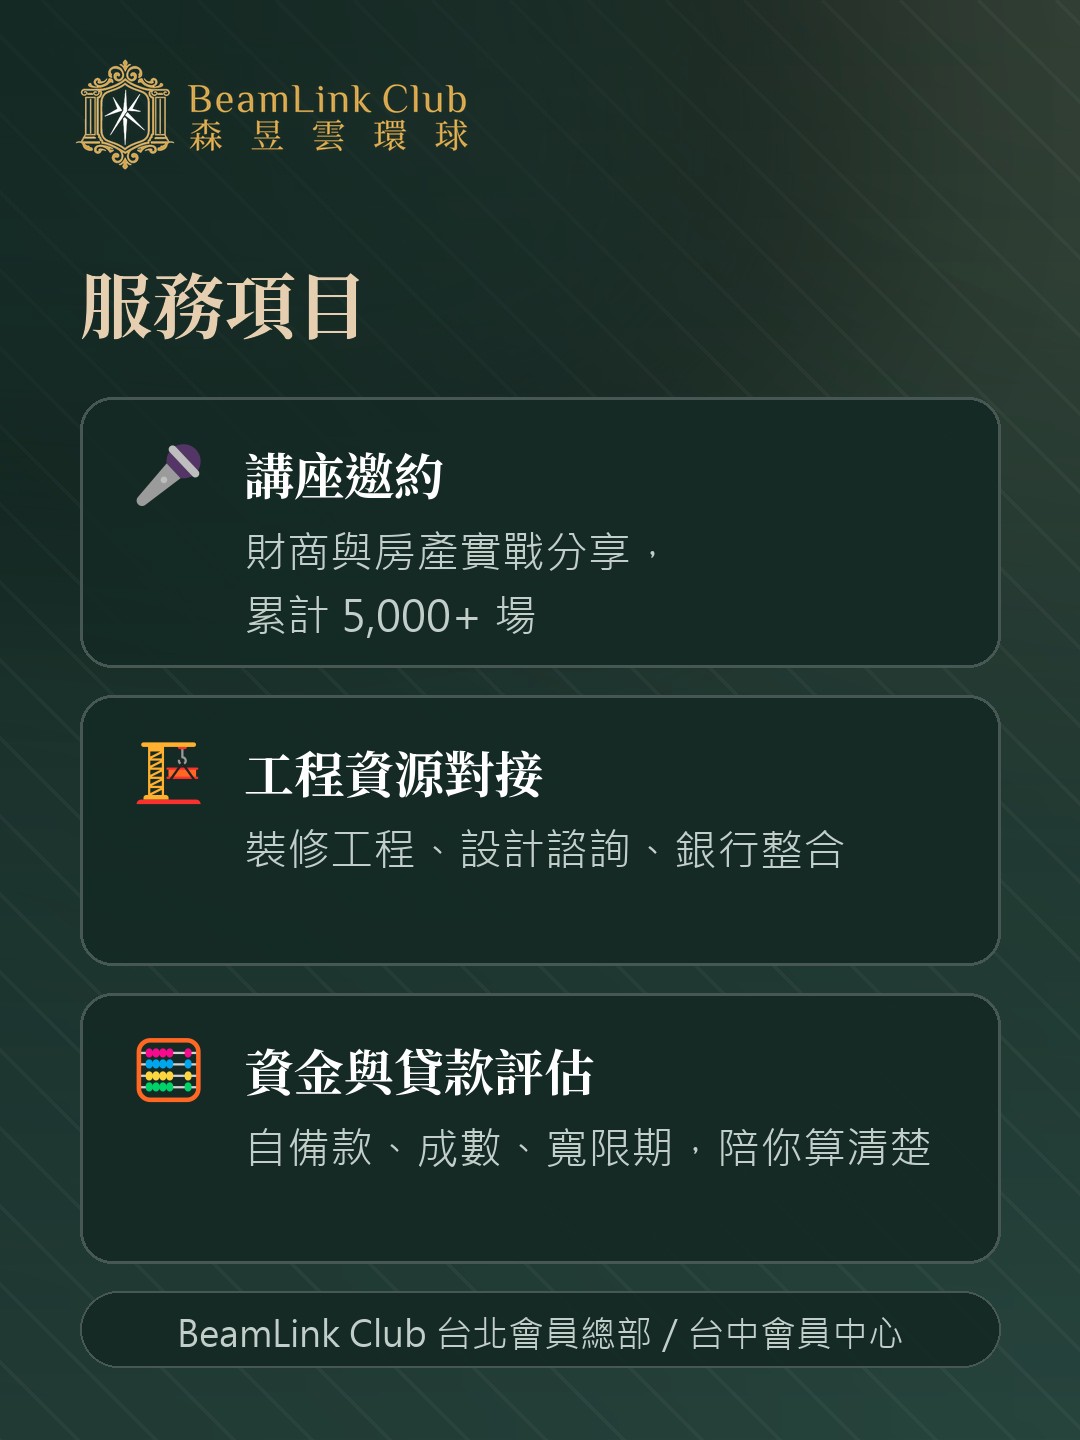 BeamLink Club
森昱雲環球
服務項目
講座邀約
財商與房產實戰分享，
累計 5,000+ 場
工程資源對接
裝修工程、設計諮詢、銀行整合
資金與貸款評估
自備款、成數、寬限期，陪你算清楚
BeamLink Club 台北會員總部 / 台中會員中心